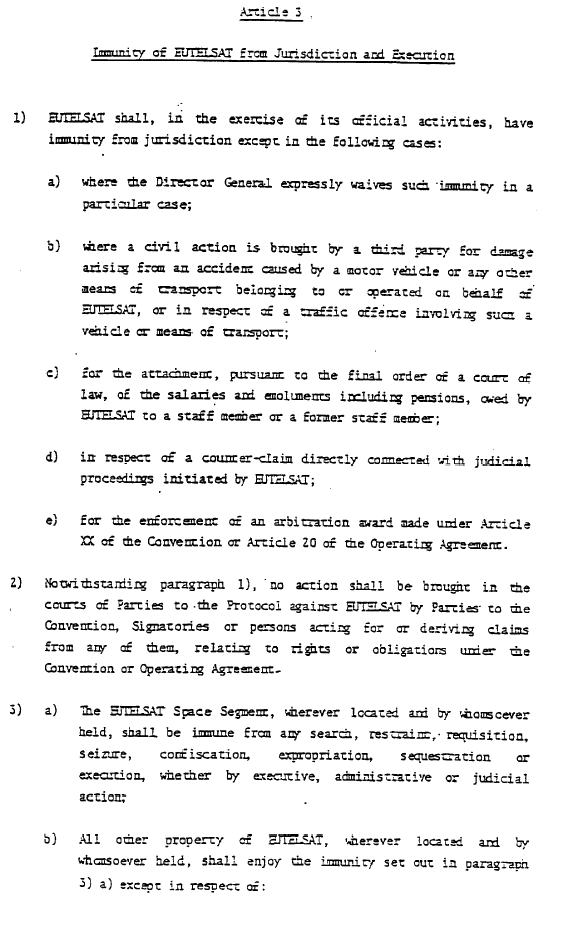 Article 3
Immunity of EUTELSAT from Jurisdiction and Execution
1) EUTELSAT shall, in the exercise of its official activities, have
immunity from jurisdiction except in the following cases:
a) where the Director General expressly waives such immunity in a
particular case;
b) where a civil action is brought by a third party for damage
arising from an accident caused by a motor vehicle or any other
means of transport belonging to or operated on behalf of
EUTELSAT, or in respect of a traffic offence involving such a
vehicle or means of transport;
c) for the attachment, pursuant to the final order of a court of
law, of the salaries and emoluments including pensions, owed by
EUTELSAT to a staff member or a former staff member;
d) in respect of a counter-claim directly connected with judicial
proceedings initiated by EUTELSAT;
e) for the enforcement of an arbitration award made under Article
XX of the Convention or Article 20 of the Operating Agreement.
2) Notwithstanding paragraph 1), no action shall be brought in the
courts of Parties to the Protocol against EUTELSAT by Parties to the
Convention, Signatories or persons acting for or deriving claims
from any of them, relating to rights or obligations under the
Convention or Operating Agreement.
3) a) The EUTELSAT Space Segment, wherever located and by whomsoever
held, shall be immune from any search, restraint, requisition,
seizure, confiscation, expropriation, sequestration or
execution, whether by executive, administrative or judicial
action;
b) All other property of EUTELSAT, wherever located and by
whomsoever held, shall enjoy the immunity set out in paragraph
3) a) except in respect of: